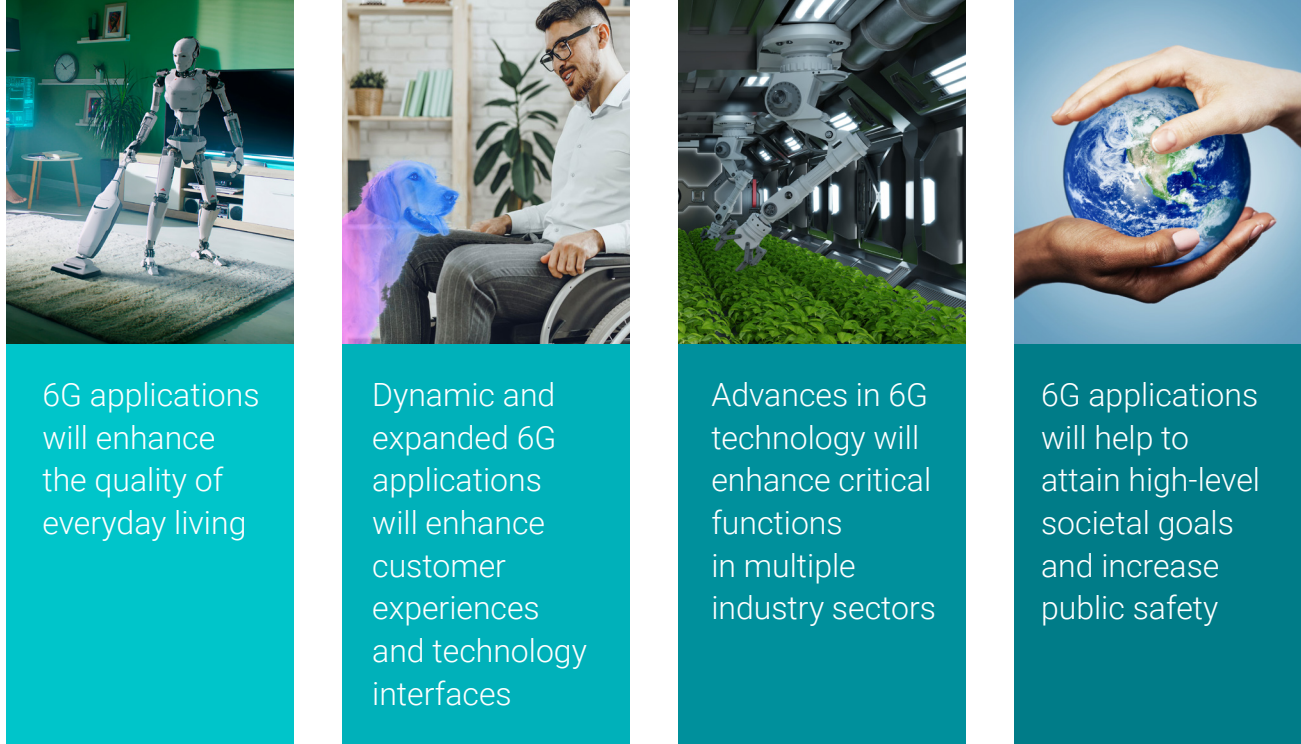 6G applications
will enhance
the quality of
everyday living
Dynamic and
expanded 6G
applications
will enhance
customer
experiences
and technology
interfaces
Advances in 6G
technology will
enhance critical
functions
in multiple
industry sectors
6G applications
will help to
attain high-level
societal goals
and increase
public safety